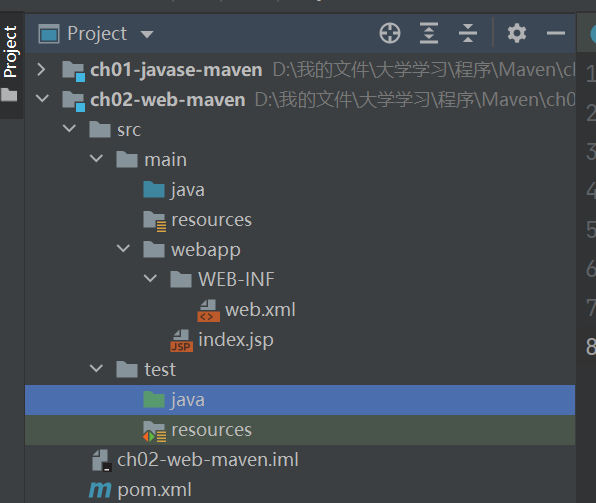 Project
Project
ch01-javase-maven D:\我的文件\大学学习\程序\Maven\ch
ch02-web-maven D:\我的文件\大学学习\程序\Maven\ch0
src
main
java
resources
webapp
WEB-INF
web.xml
JSP index.jsp
test
java
resources
ch02-web-maven.iml
m pom.xml
1
2
3
4
5
6
7
8